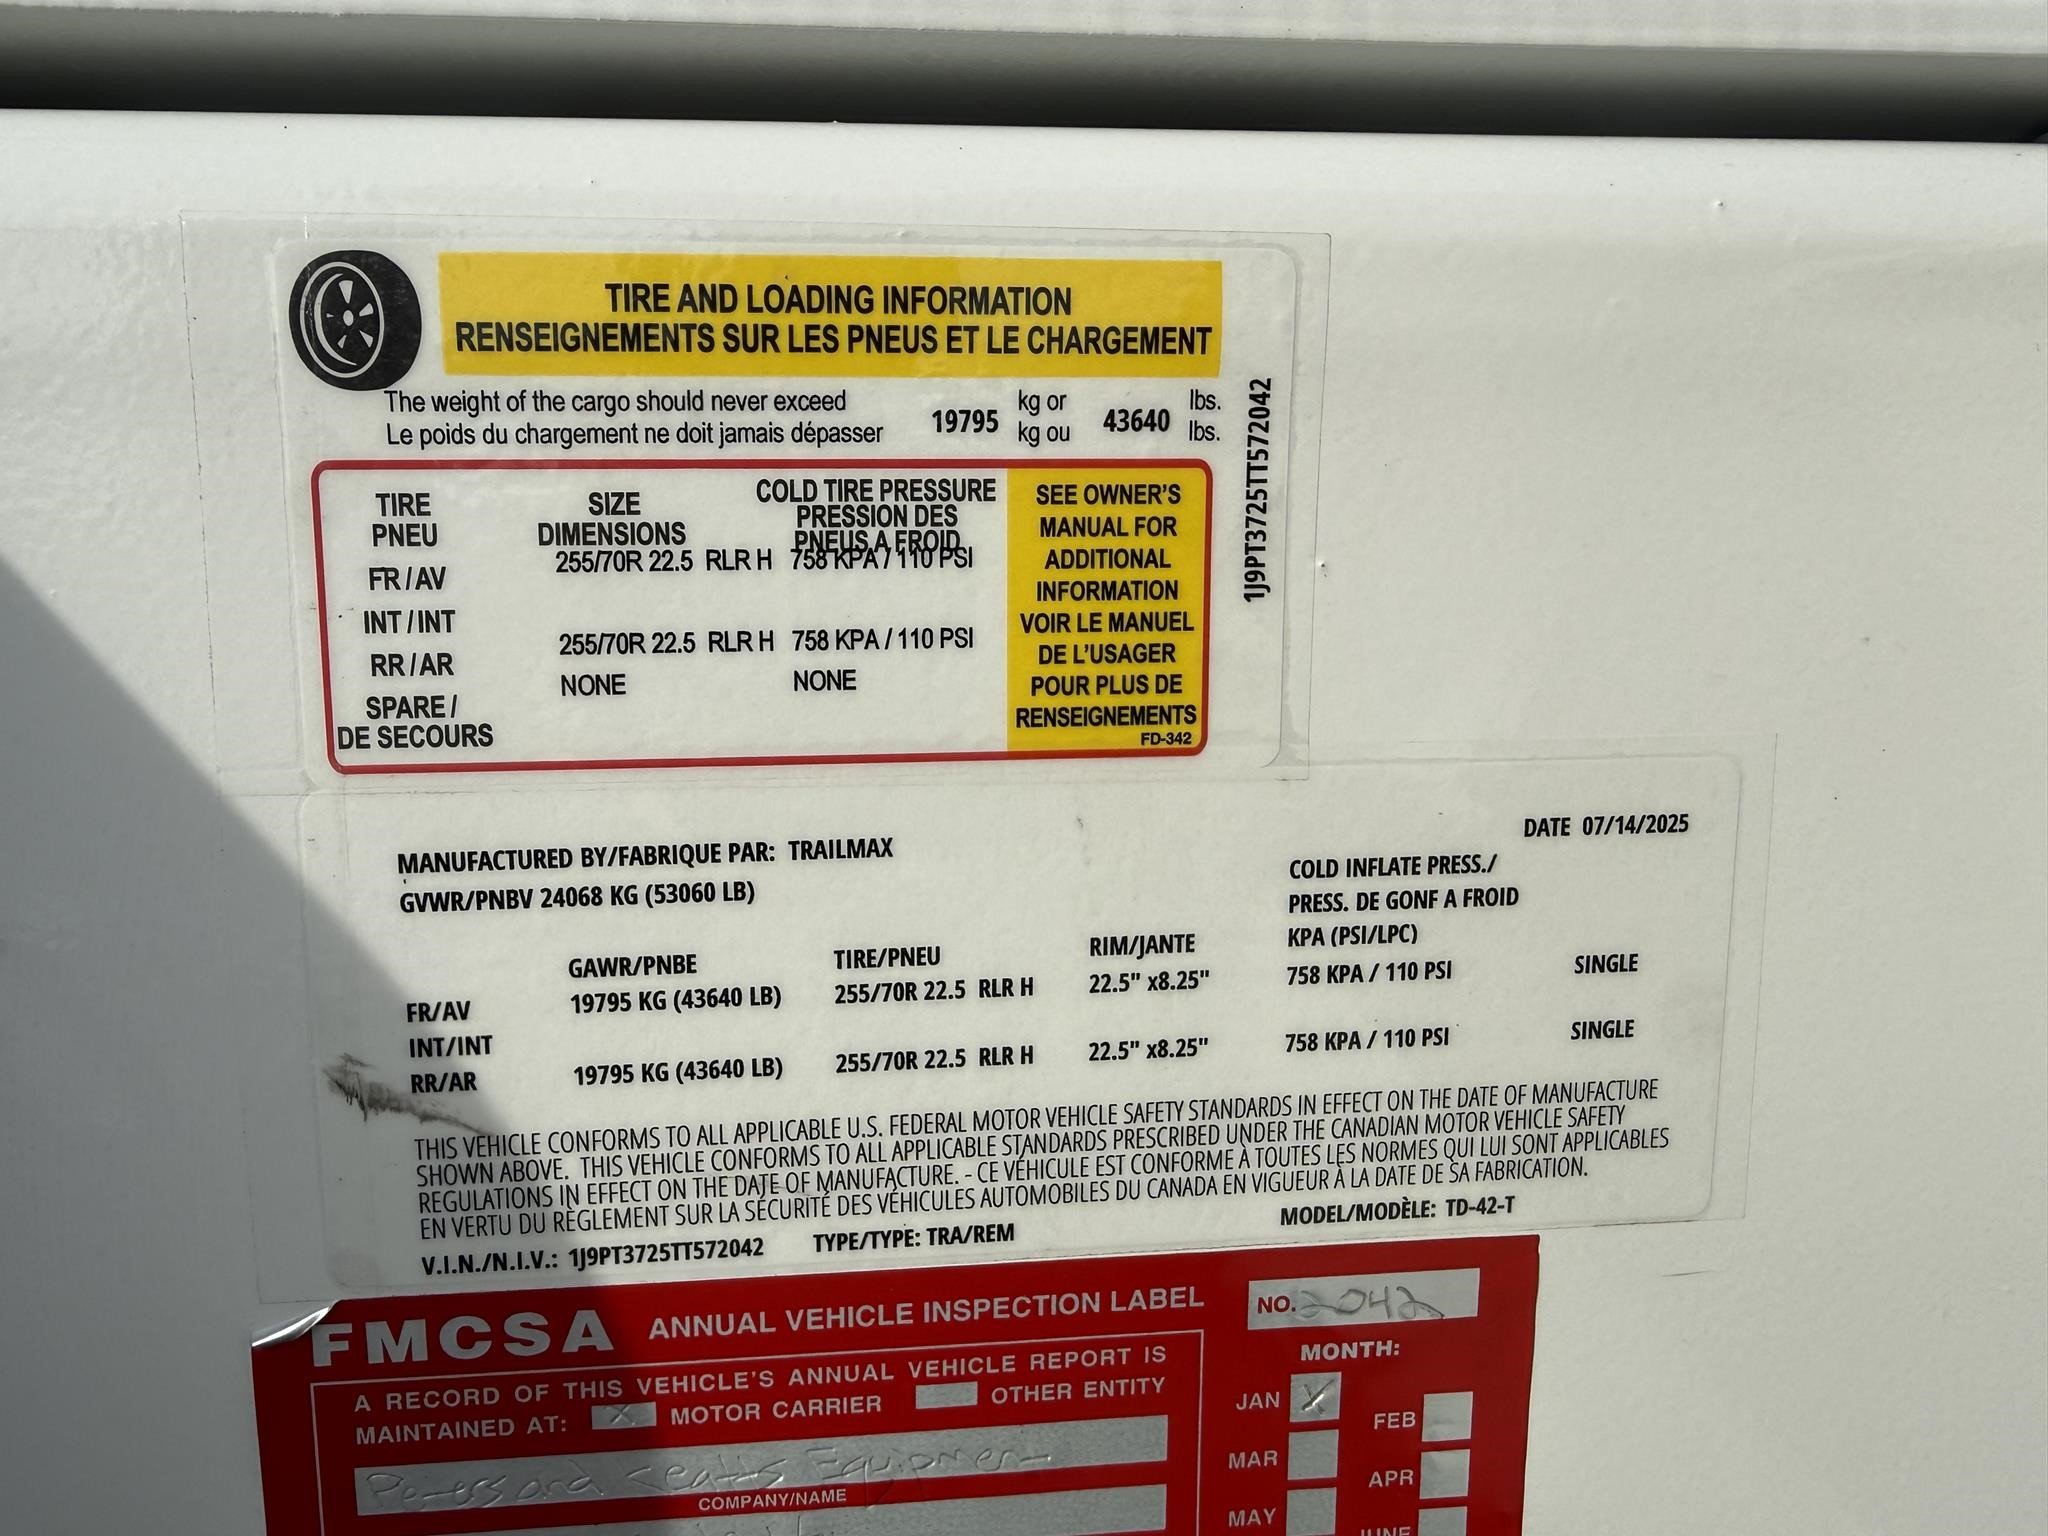 TIRE AND LOADING INFORMATION
RENSEIGNEMENTS SUR LES PNEUS ET LE CHARGEMENT
The weight of the cargo should never exceed 19795 kg or 43640 lbs.
Le poids du chargement ne doit jamais dépasser kg ou lbs.
1J9PT3725TT572042
TIRE SIZE COLD TIRE PRESSURE
PNEU DIMENSIONS PRESSION DES
PNEUS A FROID
255/70R 22.5 RLR H 758 KPA / 110 PSI
FR / AV
INT / INT
255/70R 22.5 RLR H 758 KPA / 110 PSI
RR / AR
NONE NONE
SPARE /
DE SECOURS
SEE OWNER'S
MANUAL FOR
ADDITIONAL
INFORMATION
VOIR LE MANUEL
DE L'USAGER
POUR PLUS DE
RENSEIGNEMENTS
FD-342
DATE 07/14/2025
MANUFACTURED BY/FABRIQUE PAR: TRAILMAX
GVWR/PNBV 24068 KG (53060 LB)
COLD INFLATE PRESS./
PRESS. DE GONF A FROID
KPA (PSI/LPC)
GAWR/PNBE TIRE/PNEU RIM/JANTE
FR/AV 19795 KG (43640 LB) 255/70R 22.5 RLR H 22.5" x8.25" 758 KPA / 110 PSI SINGLE
INT/INT
RR/AR 19795 KG (43640 LB) 255/70R 22.5 RLR H 22.5" x8.25" 758 KPA / 110 PSI SINGLE
THIS VEHICLE CONFORMS TO ALL APPLICABLE U.S. FEDERAL MOTOR VEHICLE SAFETY STANDARDS IN EFFECT ON THE DATE OF MANUFACTURE
SHOWN ABOVE. THIS VEHICLE CONFORMS TO ALL APPLICABLE STANDARDS PRESCRIBED UNDER THE CANADIAN MOTOR VEHICLE SAFETY
REGULATIONS IN EFFECT ON THE DATE OF MANUFACTURE. - CE VÉHICULE EST CONFORME À TOUTES LES NORMES QUI LUI SONT APPLICABLES
EN VERTU DU RÈGLEMENT SUR LA SÉCURITÉ DES VÉHICULES AUTOMOBILES DU CANADA EN VIGUEUR À LA DATE DE SA FABRICATION.
V.I.N./N.I.V.: 1J9PT3725TT572042 TYPE/TYPE: TRA/REM MODEL/MODÈLE: TD-42-T
FMCSA ANNUAL VEHICLE INSPECTION LABEL
NO. 2042
A RECORD OF THIS VEHICLE'S ANNUAL VEHICLE REPORT IS
MAINTAINED AT: X MOTOR CARRIER OTHER ENTITY
Equipment
COMPANY/NAME
MONTH:
JAN X FEB
MAR APR
MAY JUNE